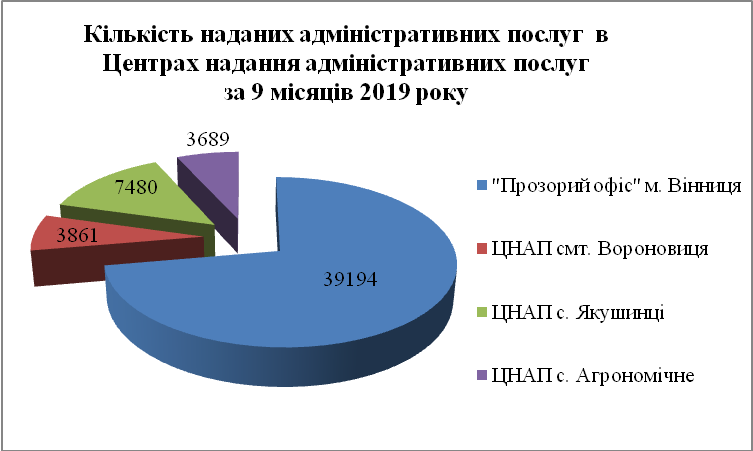 Кількість наданих адміністративних послуг в
Центрах надання адміністративних послуг
за 9 місяців 2019 року
3689
7480
3861
39194
"Прозорий офіс" м. Вінниця
ЦНАП смт. Вороновиця
ЦНАП с. Якушинці
ЦНАП с. Агрономічне